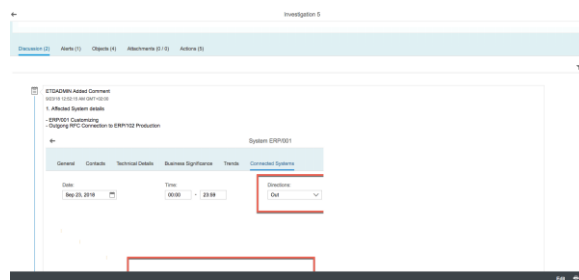 Investigation 5
Discussion (2) Alerts (1) Objects (4) Attachments (0 / 0) Actions (0)
ETDADMIN Added Comment
1. Affected System details
- ERP/001 Customizing
- Outgoing RFC Connection to ERP/102 Production
System ERP/001
General Contacts Technical Details Business Significance Trends Connected Systems
Date: Time: Directions:
Sep 23, 2018 00:00 - 23:59 Out
Edit